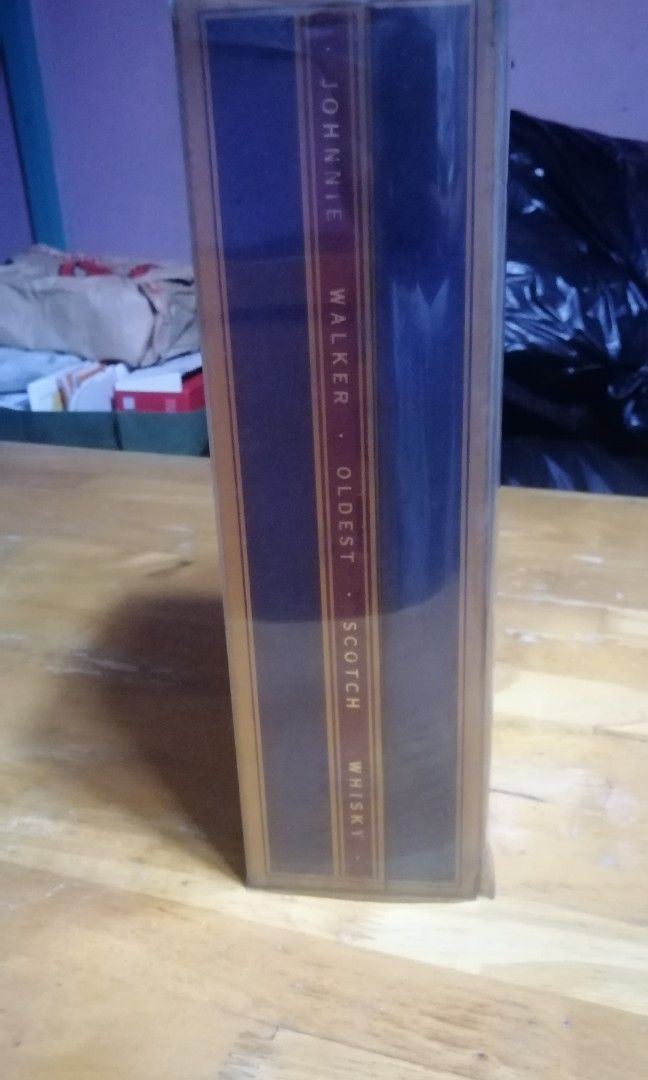 · JOHNNIE WALKER · OLDEST · SCOTCH WHISKY ·